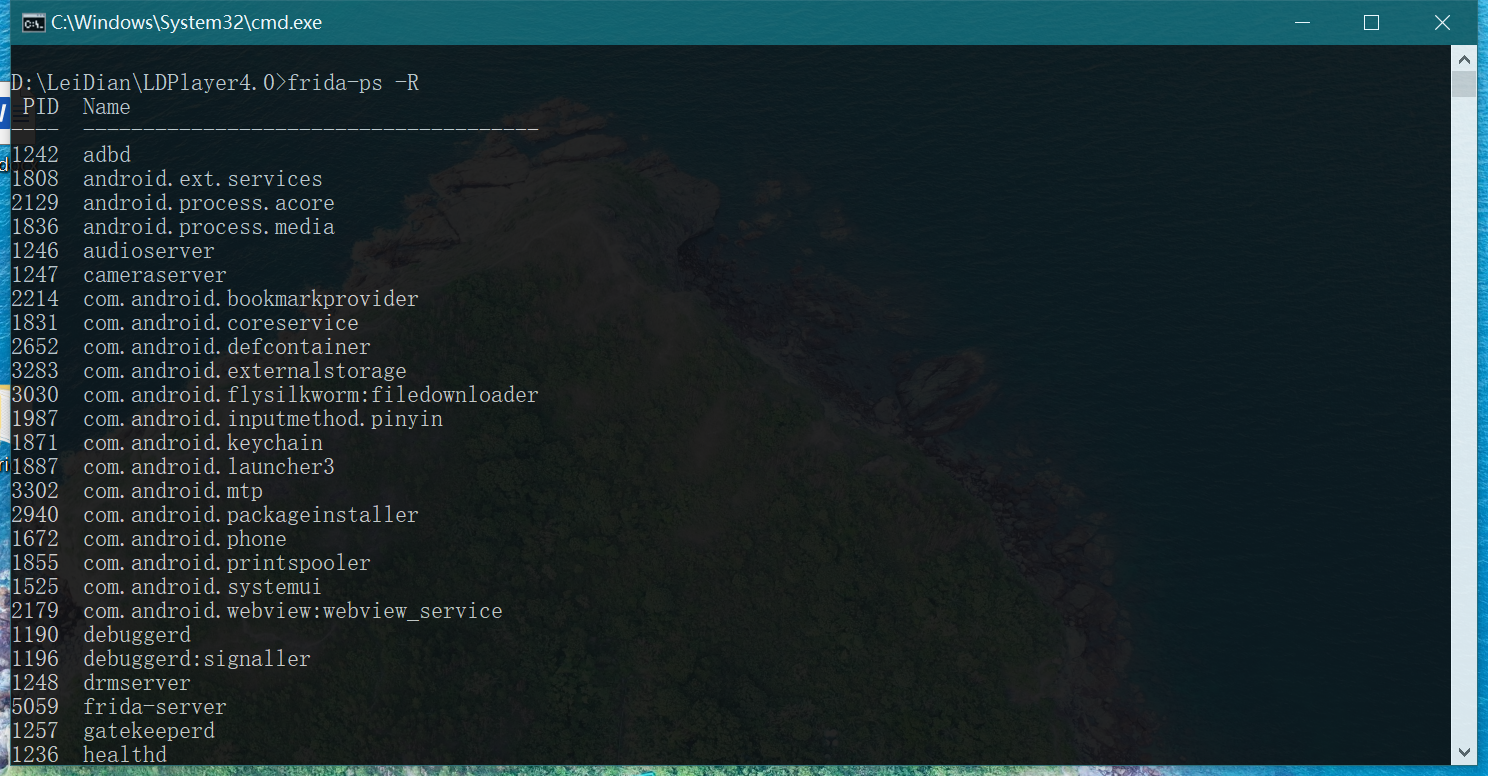 C:\Windows\System32\cmd.exe
D:\LeiDian\LDPlayer4.0>frida-ps -R
 PID  Name
----  --------------------------------------
1242  adbd
1808  android.ext.services
2129  android.process.acore
1836  android.process.media
1246  audioserver
1247  cameraserver
2214  com.android.bookmarkprovider
1831  com.android.coreservice
2652  com.android.defcontainer
3283  com.android.externalstorage
3030  com.android.flysilkworm:filedownloader
1987  com.android.inputmethod.pinyin
1871  com.android.keychain
1887  com.android.launcher3
3302  com.android.mtp
2940  com.android.packageinstaller
1672  com.android.phone
1855  com.android.printspooler
1525  com.android.systemui
2179  com.android.webview:webview_service
1190  debuggerd
1196  debuggerd:signaller
1248  drmserver
5059  frida-server
1257  gatekeeperd
1236  healthd